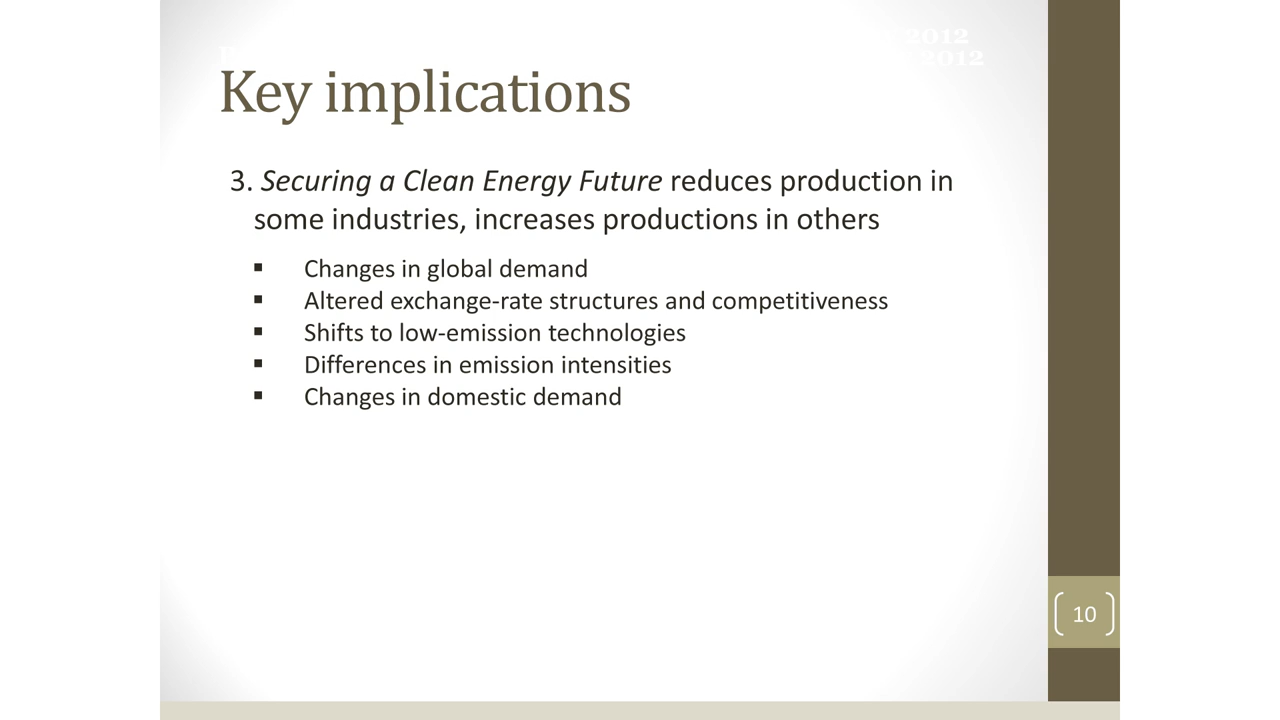 2012
2012
Key implications
3. Securing a Clean Energy Future reduces production in
some industries, increases productions in others
▪ Changes in global demand
▪ Altered exchange-rate structures and competitiveness
▪ Shifts to low-emission technologies
▪ Differences in emission intensities
▪ Changes in domestic demand
10